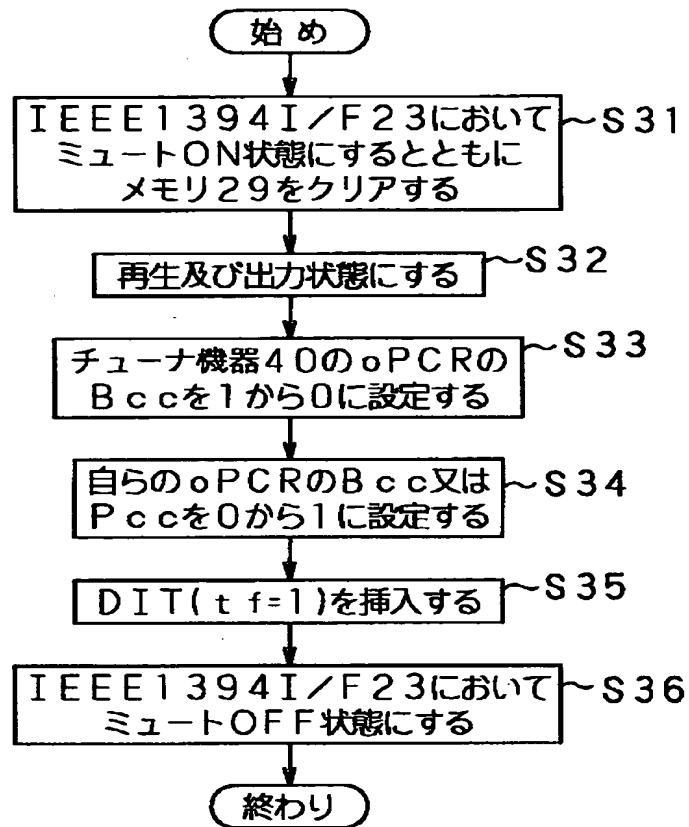 始め
IEEE1394I/F23において
ミュートON状態にするとともに
メモリ29をクリアする
S31
再生及び出力状態にする
S32
チューナ機器40のoPCRの
Bccを1から0に設定する
S33
自らのoPCRのBcc又は
Pccを0から1に設定する
S34
DIT(tf=1)を挿入する
S35
IEEE1394I/F23において
ミュートOFF状態にする
S36
終わり